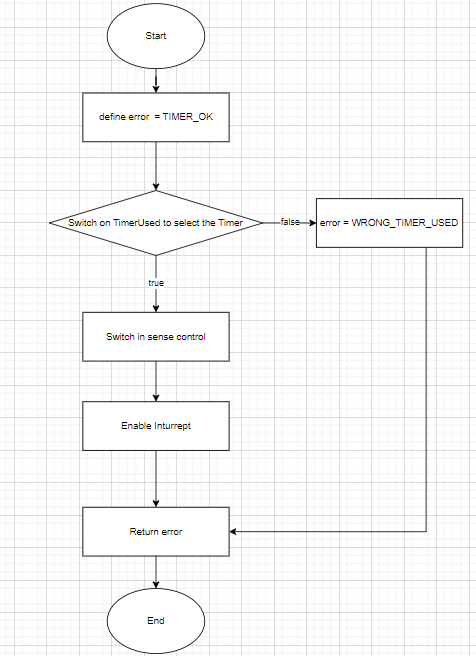 Start
define error = TIMER_OK
Switch on TimerUsed to select the Timer
false
error = WRONG_TIMER_USED
true
Switch in sense control
Enable Inturrept
Return error
End